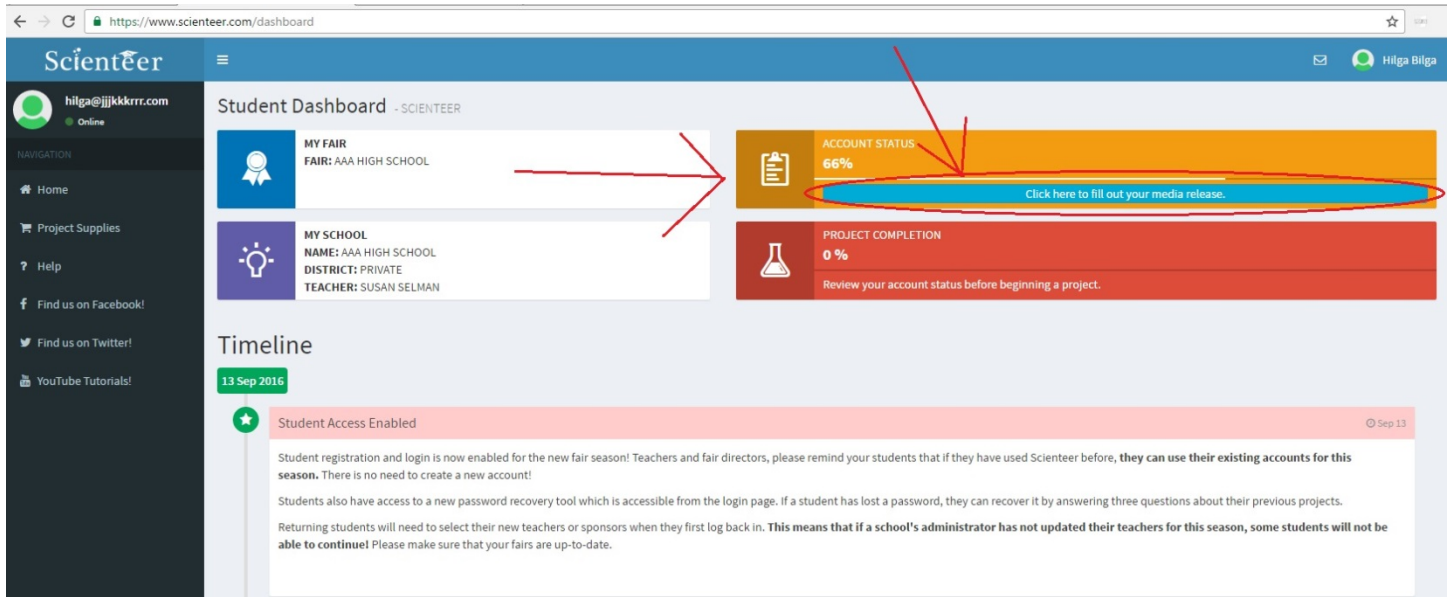 https://www.scienteer.com/dashboard
Scienteer
Hilga Bilga
hilga@jjjkkkrrr.com
Online
NAVIGATION
Home
Project Supplies
? Help
Find us on Facebook!
Find us on Twitter!
YouTube Tutorials!
Student Dashboard - SCIENTEER
MY FAIR
FAIR: AAA HIGH SCHOOL
ACCOUNT STATUS
66%
Click here to fill out your media release.
MY SCHOOL
NAME: AAA HIGH SCHOOL
DISTRICT: PRIVATE
TEACHER: SUSAN SELMAN
PROJECT COMPLETION
0 %
Review your account status before beginning a project.
Timeline
13 Sep 2016
Student Access Enabled
Sep 13
Student registration and login is now enabled for the new fair season! Teachers and fair directors, please remind your students that if they have used Scienteer before, they can use their existing accounts for this
season. There is no need to create a new account!
Students also have access to a new password recovery tool which is accessible from the login page. If a student has lost a password, they can recover it by answering three questions about their previous projects.
Returning students will need to select their new teachers or sponsors when they first log back in. This means that if a school's administrator has not updated their teachers for this season, some students will not be
able to continue! Please make sure that your fairs are up-to-date.